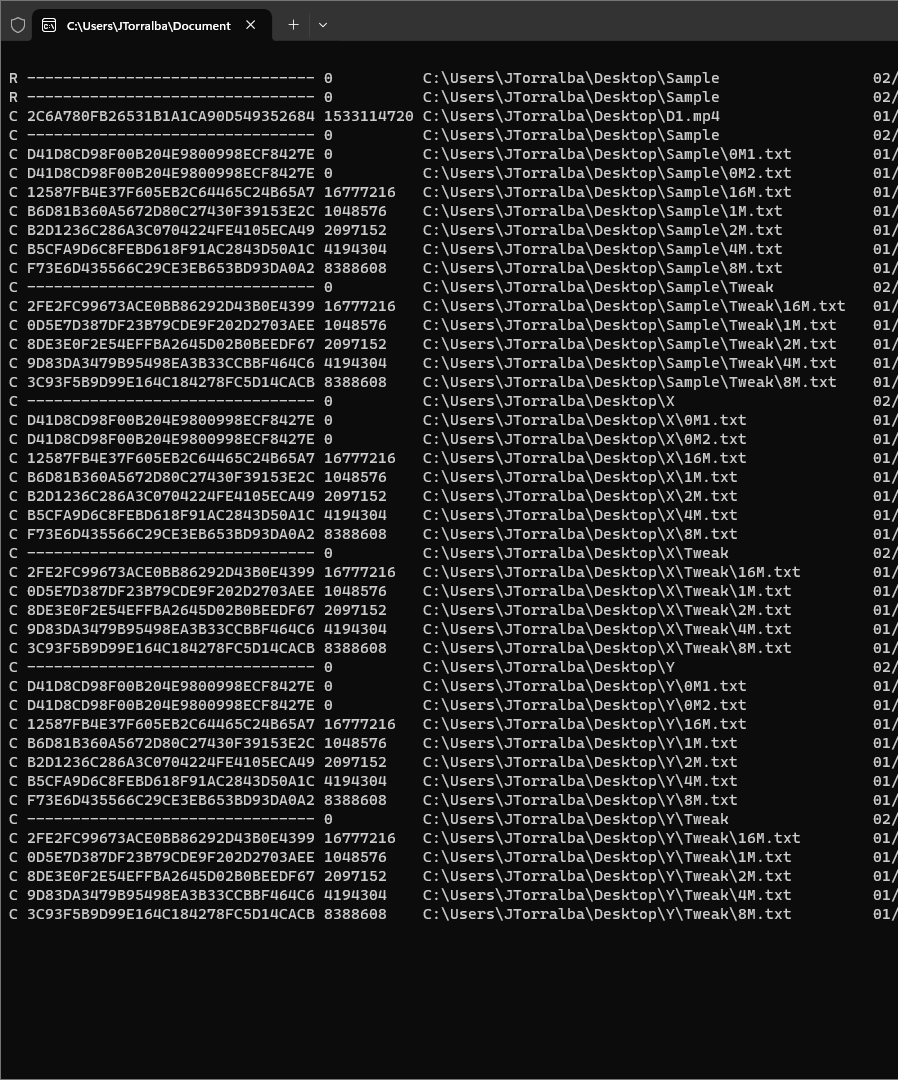 C:\Users\JTorralba\Document
R -------------------------------- 0 C:\Users\JTorralba\Desktop\Sample 02/
R -------------------------------- 0 C:\Users\JTorralba\Desktop\Sample 02/
C 2C6A780FB26531B1A1CA90D549352684 1533114720 C:\Users\JTorralba\Desktop\D1.mp4 01/
C -------------------------------- 0 C:\Users\JTorralba\Desktop\Sample 02/
C D41D8CD98F00B204E9800998ECF8427E 0 C:\Users\JTorralba\Desktop\Sample\0M1.txt 01/
C D41D8CD98F00B204E9800998ECF8427E 0 C:\Users\JTorralba\Desktop\Sample\0M2.txt 01/
C 12587FB4E37F605EB2C64465C24B65A7 16777216 C:\Users\JTorralba\Desktop\Sample\16M.txt 01/
C B6D81B360A5672D80C27430F39153E2C 1048576 C:\Users\JTorralba\Desktop\Sample\1M.txt 01/
C B2D1236C286A3C0704224FE4105ECA49 2097152 C:\Users\JTorralba\Desktop\Sample\2M.txt 01/
C B5CFA9D6C8FEBD618F91AC2843D50A1C 4194304 C:\Users\JTorralba\Desktop\Sample\4M.txt 01/
C F73E6D435566C29CE3EB653BD93DA0A2 8388608 C:\Users\JTorralba\Desktop\Sample\8M.txt 01/
C -------------------------------- 0 C:\Users\JTorralba\Desktop\Sample\Tweak 02/
C 2FE2FC99673ACE0BB86292D43B0E4399 16777216 C:\Users\JTorralba\Desktop\Sample\Tweak\16M.txt 01/
C 0D5E7D387DF23B79CDE9F202D2703AEE 1048576 C:\Users\JTorralba\Desktop\Sample\Tweak\1M.txt 01/
C 8DE3E0F2E54EFFBA2645D02B0BEEDF67 2097152 C:\Users\JTorralba\Desktop\Sample\Tweak\2M.txt 01/
C 9D83DA3479B95498EA3B33CCBBF464C6 4194304 C:\Users\JTorralba\Desktop\Sample\Tweak\4M.txt 01/
C 3C93F5B9D99E164C184278FC5D14CACB 8388608 C:\Users\JTorralba\Desktop\Sample\Tweak\8M.txt 01/
C -------------------------------- 0 C:\Users\JTorralba\Desktop\X 02/
C D41D8CD98F00B204E9800998ECF8427E 0 C:\Users\JTorralba\Desktop\X\0M1.txt 01/
C D41D8CD98F00B204E9800998ECF8427E 0 C:\Users\JTorralba\Desktop\X\0M2.txt 01/
C 12587FB4E37F605EB2C64465C24B65A7 16777216 C:\Users\JTorralba\Desktop\X\16M.txt 01/
C B6D81B360A5672D80C27430F39153E2C 1048576 C:\Users\JTorralba\Desktop\X\1M.txt 01/
C B2D1236C286A3C0704224FE4105ECA49 2097152 C:\Users\JTorralba\Desktop\X\2M.txt 01/
C B5CFA9D6C8FEBD618F91AC2843D50A1C 4194304 C:\Users\JTorralba\Desktop\X\4M.txt 01/
C F73E6D435566C29CE3EB653BD93DA0A2 8388608 C:\Users\JTorralba\Desktop\X\8M.txt 01/
C -------------------------------- 0 C:\Users\JTorralba\Desktop\X\Tweak 02/
C 2FE2FC99673ACE0BB86292D43B0E4399 16777216 C:\Users\JTorralba\Desktop\X\Tweak\16M.txt 01/
C 0D5E7D387DF23B79CDE9F202D2703AEE 1048576 C:\Users\JTorralba\Desktop\X\Tweak\1M.txt 01/
C 8DE3E0F2E54EFFBA2645D02B0BEEDF67 2097152 C:\Users\JTorralba\Desktop\X\Tweak\2M.txt 01/
C 9D83DA3479B95498EA3B33CCBBF464C6 4194304 C:\Users\JTorralba\Desktop\X\Tweak\4M.txt 01/
C 3C93F5B9D99E164C184278FC5D14CACB 8388608 C:\Users\JTorralba\Desktop\X\Tweak\8M.txt 01/
C -------------------------------- 0 C:\Users\JTorralba\Desktop\Y 02/
C D41D8CD98F00B204E9800998ECF8427E 0 C:\Users\JTorralba\Desktop\Y\0M1.txt 01/
C D41D8CD98F00B204E9800998ECF8427E 0 C:\Users\JTorralba\Desktop\Y\0M2.txt 01/
C 12587FB4E37F605EB2C64465C24B65A7 16777216 C:\Users\JTorralba\Desktop\Y\16M.txt 01/
C B6D81B360A5672D80C27430F39153E2C 1048576 C:\Users\JTorralba\Desktop\Y\1M.txt 01/
C B2D1236C286A3C0704224FE4105ECA49 2097152 C:\Users\JTorralba\Desktop\Y\2M.txt 01/
C B5CFA9D6C8FEBD618F91AC2843D50A1C 4194304 C:\Users\JTorralba\Desktop\Y\4M.txt 01/
C F73E6D435566C29CE3EB653BD93DA0A2 8388608 C:\Users\JTorralba\Desktop\Y\8M.txt 01/
C -------------------------------- 0 C:\Users\JTorralba\Desktop\Y\Tweak 02/
C 2FE2FC99673ACE0BB86292D43B0E4399 16777216 C:\Users\JTorralba\Desktop\Y\Tweak\16M.txt 01/
C 0D5E7D387DF23B79CDE9F202D2703AEE 1048576 C:\Users\JTorralba\Desktop\Y\Tweak\1M.txt 01/
C 8DE3E0F2E54EFFBA2645D02B0BEEDF67 2097152 C:\Users\JTorralba\Desktop\Y\Tweak\2M.txt 01/
C 9D83DA3479B95498EA3B33CCBBF464C6 4194304 C:\Users\JTorralba\Desktop\Y\Tweak\4M.txt 01/
C 3C93F5B9D99E164C184278FC5D14CACB 8388608 C:\Users\JTorralba\Desktop\Y\Tweak\8M.txt 01/